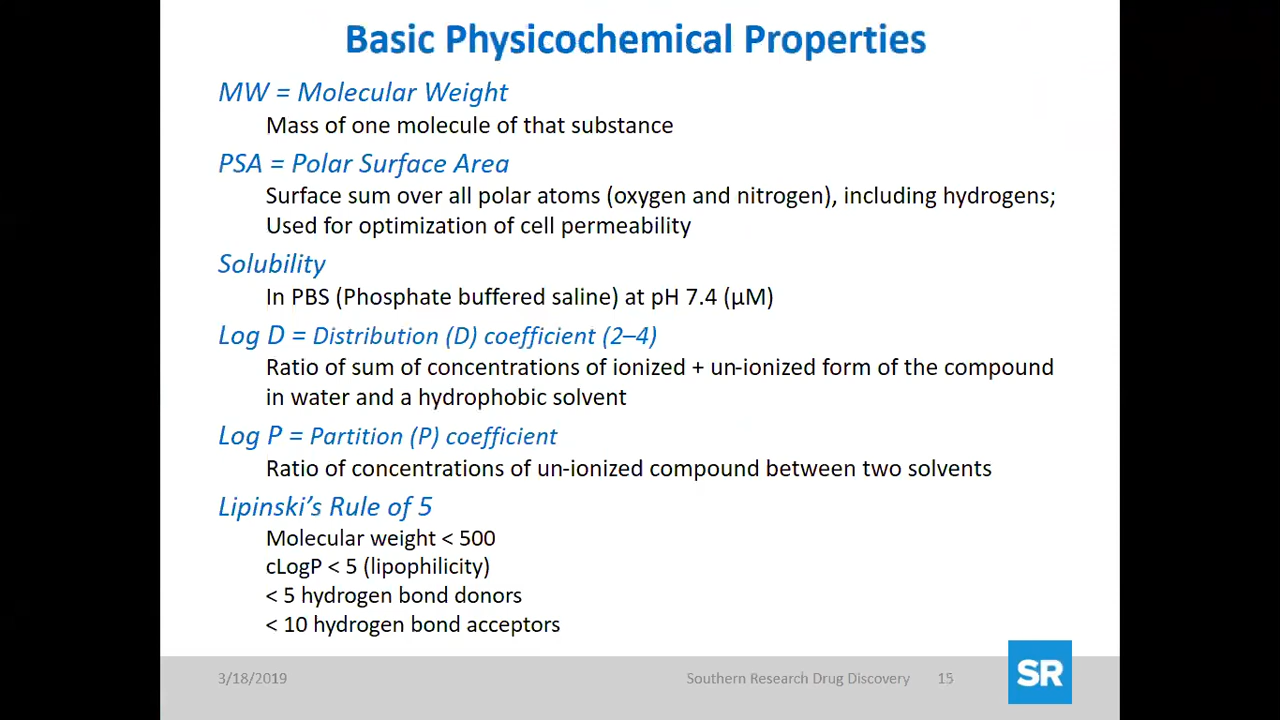 Basic Physicochemical Properties
MW = Molecular Weight
Mass of one molecule of that substance
PSA = Polar Surface Area
Surface sum over all polar atoms (oxygen and nitrogen), including hydrogens;
Used for optimization of cell permeability
Solubility
In PBS (Phosphate buffered saline) at pH 7.4 (µM)
Log D = Distribution (D) coefficient (2–4)
Ratio of sum of concentrations of ionized + un-ionized form of the compound
in water and a hydrophobic solvent
Log P = Partition (P) coefficient
Ratio of concentrations of un-ionized compound between two solvents
Lipinski’s Rule of 5
Molecular weight < 500
cLogP < 5 (lipophilicity)
< 5 hydrogen bond donors
< 10 hydrogen bond acceptors
3/18/2019
Southern Research Drug Discovery 15
SR